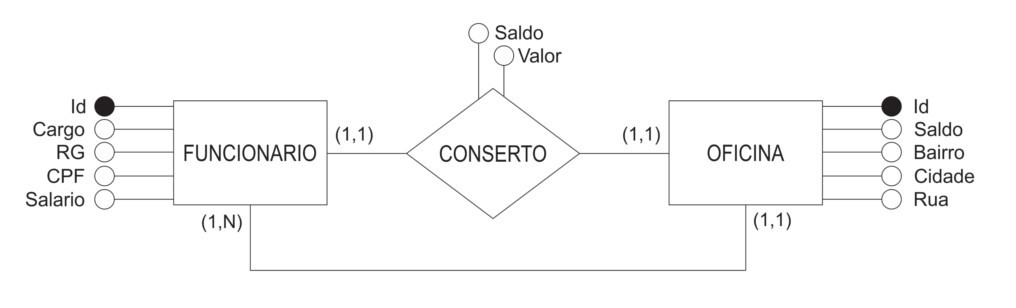 Saldo
Valor
Id
Cargo
RG
CPF
Salario
FUNCIONARIO
(1,1)
CONSERTO
(1,1)
OFICINA
Id
Saldo
Bairro
Cidade
Rua
(1,N)
(1,1)